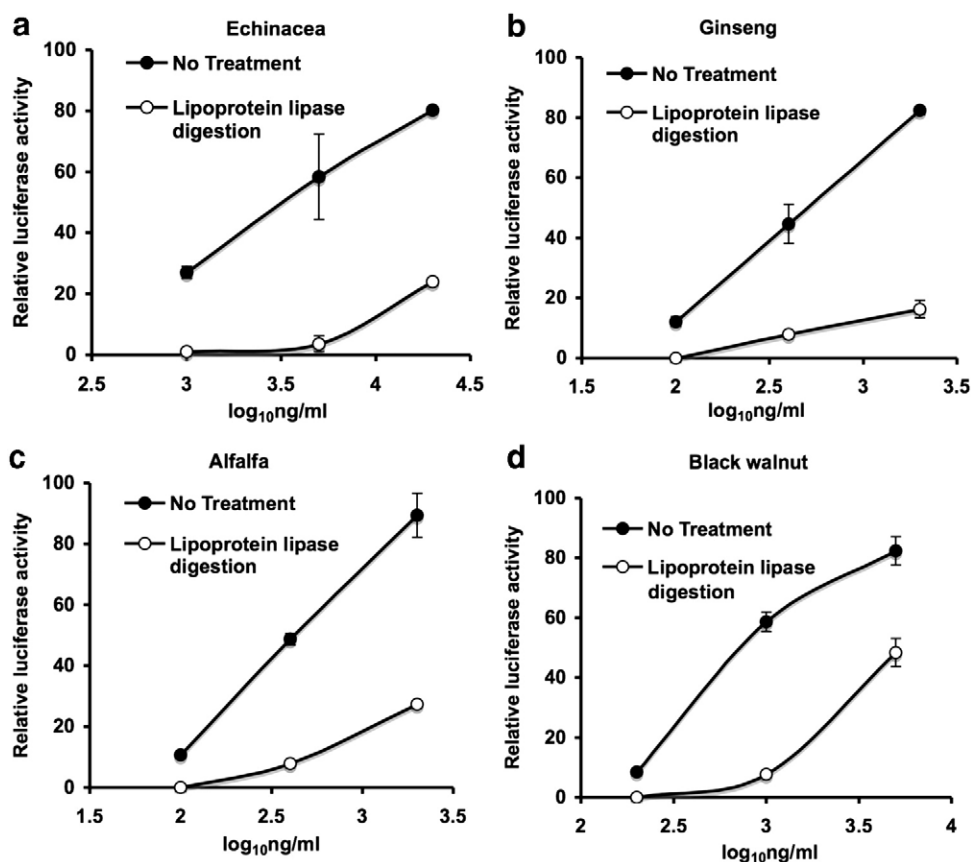 a
Echinacea
Relative luciferase activity
100
80
60
40
20
0
No Treatment
Lipoprotein lipase
digestion
2.5 3 3.5 4 4.5
log₁₀ng/ml
b
Ginseng
Relative luciferase activity
100
80
60
40
20
0
No Treatment
Lipoprotein lipase
digestion
1.5 2 2.5 3 3.5
log₁₀ng/ml
c
Alfalfa
Relative luciferase activity
100
80
60
40
20
0
No Treatment
Lipoprotein lipase
digestion
1.5 2 2.5 3 3.5
log₁₀ng/ml
d
Black walnut
Relative luciferase activity
100
80
60
40
20
0
No Treatment
Lipoprotein lipase
digestion
2 2.5 3 3.5 4
log₁₀ng/ml